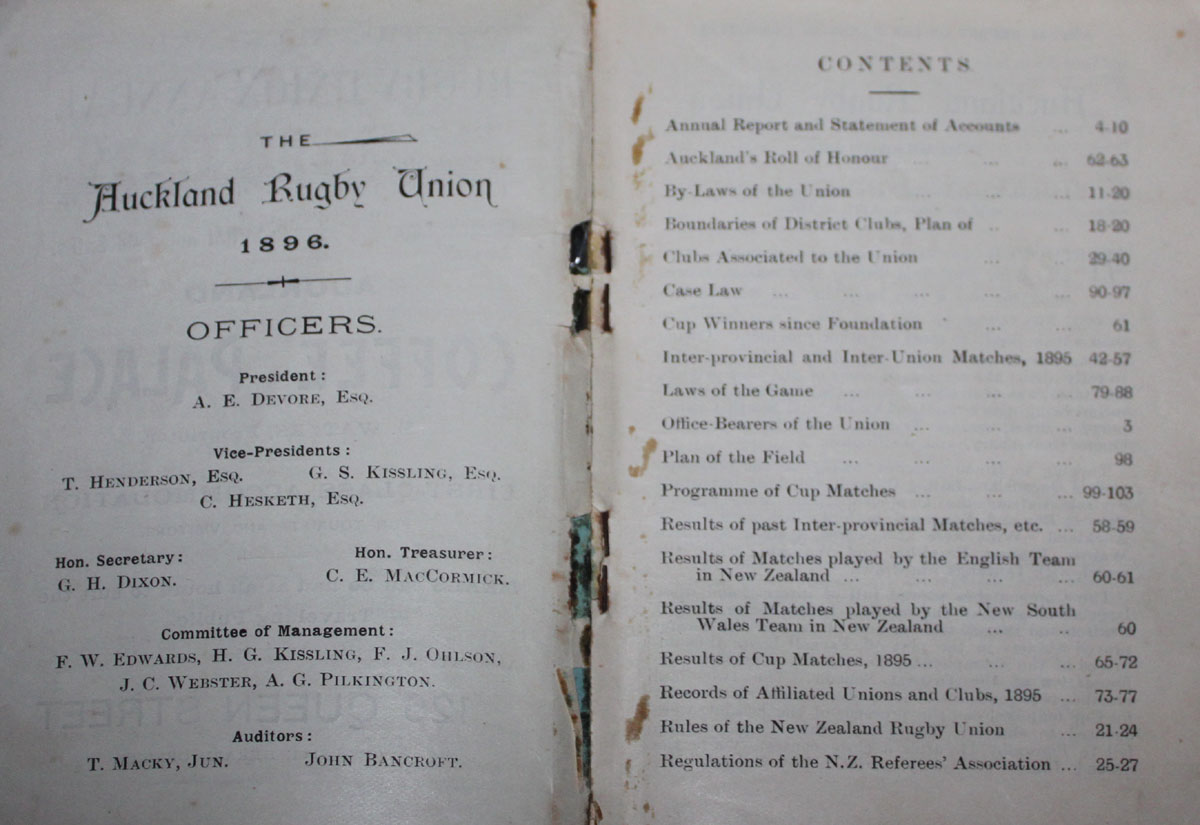 THE
Auckland Rugby Union
1896.
OFFICERS.
President:
A. E. DEVORE, ESQ.
Vice-Presidents:
T. HENDERSON, ESQ. G. S. KISSLING, ESQ.
C. HESKETH, ESQ.
Hon. Secretary: Hon. Treasurer:
G. H. DIXON. C. E. MACCORMICK.
Committee of Management:
F. W. EDWARDS, H. G. KISSLING, F. J. OHLSON,
J. C. WEBSTER, A. G. PILKINGTON.
Auditors:
T. MACKY, JUN. JOHN BANCROFT.
CONTENTS
Annual Report and Statement of Accounts ... 4-10
Auckland's Roll of Honour ... ... ... 62-63
By-Laws of the Union ... ... ... 11-20
Boundaries of District Clubs, Plan of .. ... 18-20
Clubs Associated to the Union ... ... 29-40
Case Law ... ... ... ... 90-97
Cup Winners since Foundation ... ... 61
Inter-provincial and Inter-Union Matches, 1895 42-57
Laws of the Game ... ... ... 79-88
Office-Bearers of the Union ... ... ... 3
Plan of the Field ... ... ... 98
Programme of Cup Matches ... ... ... 99-103
Results of past Inter-provincial Matches, etc. ... 58-59
Results of Matches played by the English Team
in New Zealand ... ... ... ... 60-61
Results of Matches played by the New South
Wales Team in New Zealand ... .. 60
Results of Cup Matches, 1895 ... ... ... 65-72
Records of Affiliated Unions and Clubs, 1895 ... 73-77
Rules of the New Zealand Rugby Union ... 21-24
Regulations of the N.Z. Referees' Association ... 25-27